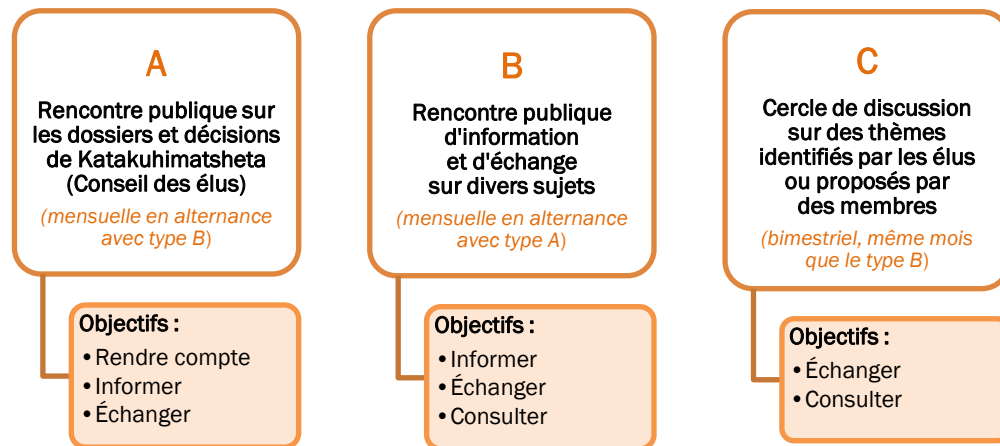 A
Rencontre publique sur
les dossiers et décisions
de Katakuhimatsheta
(Conseil des élus)
(mensuelle en alternance
avec type B)
Objectifs :
•Rendre compte
•Informer
•Échanger
B
Rencontre publique
d'information
et d'échange
sur divers sujets
(mensuelle en alternance
avec type A)
Objectifs :
•Informer
•Échanger
•Consulter
C
Cercle de discussion
sur des thèmes
identifiés par les élus
ou proposés par
des membres
(bimestriel, même mois
que le type B)
Objectifs :
•Échanger
•Consulter